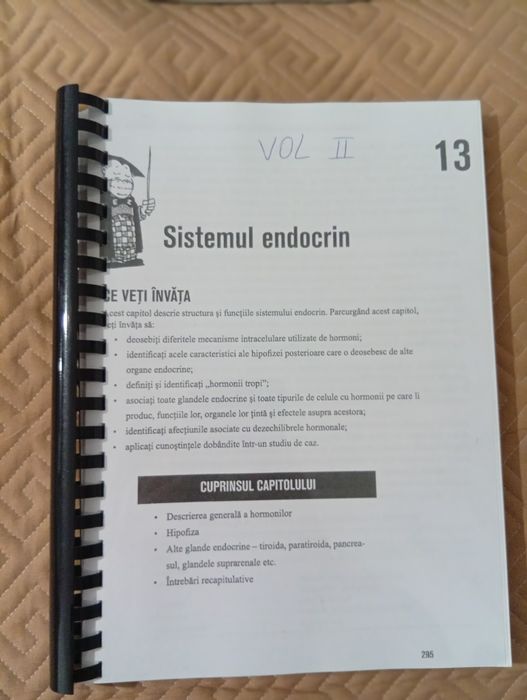 VOL II
13
Sistemul endocrin
CE VEȚI ÎNVĂȚA
Acest capitol descrie structura și funcțiile sistemului endocrin. Parcurgând acest capitol,
veți învăța să:
• deosebiți diferitele mecanisme intracelulare utilizate de hormoni;
• identificați acele caracteristici ale hipofizei posterioare care o deosebesc de alte
organe endocrine;
• definiți și identificați „hormonii tropi”;
• asociați toate glandele endocrine și toate tipurile de celule cu hormonii pe care îi
produc, funcțiile lor, organele lor țintă și efectele asupra acestora;
• identificați afecțiunile asociate cu dezechilibrele hormonale;
• aplicați cunoștințele dobândite într-un studiu de caz.
CUPRINSUL CAPITOLULUI
• Descrierea generală a hormonilor
• Hipofiza
• Alte glande endocrine – tiroida, paratiroida, pancrea-
sul, glandele suprarenale etc.
• Întrebări recapitulative
295